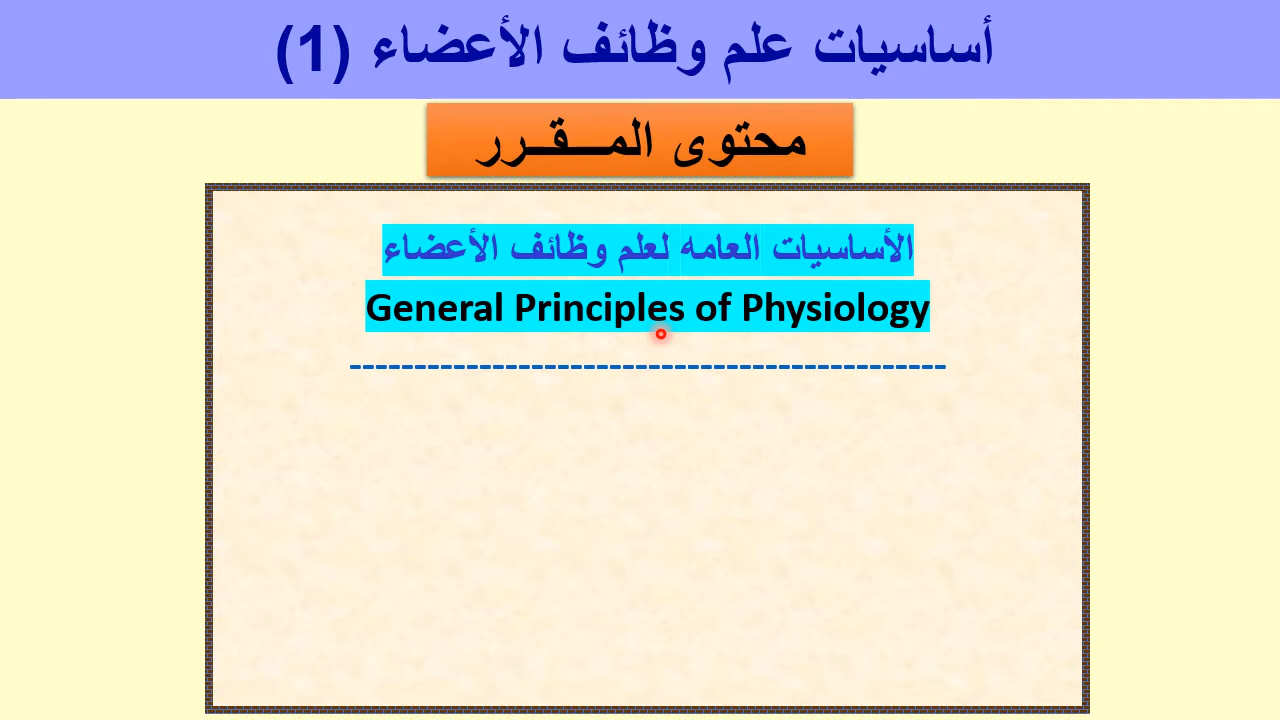 أساسيات علم وظائف الأعضاء (1)
محتوى المـــقــرر
الأساسيات العامه لعلم وظائف الأعضاء
General Principles of Physiology
----------------------------------------------